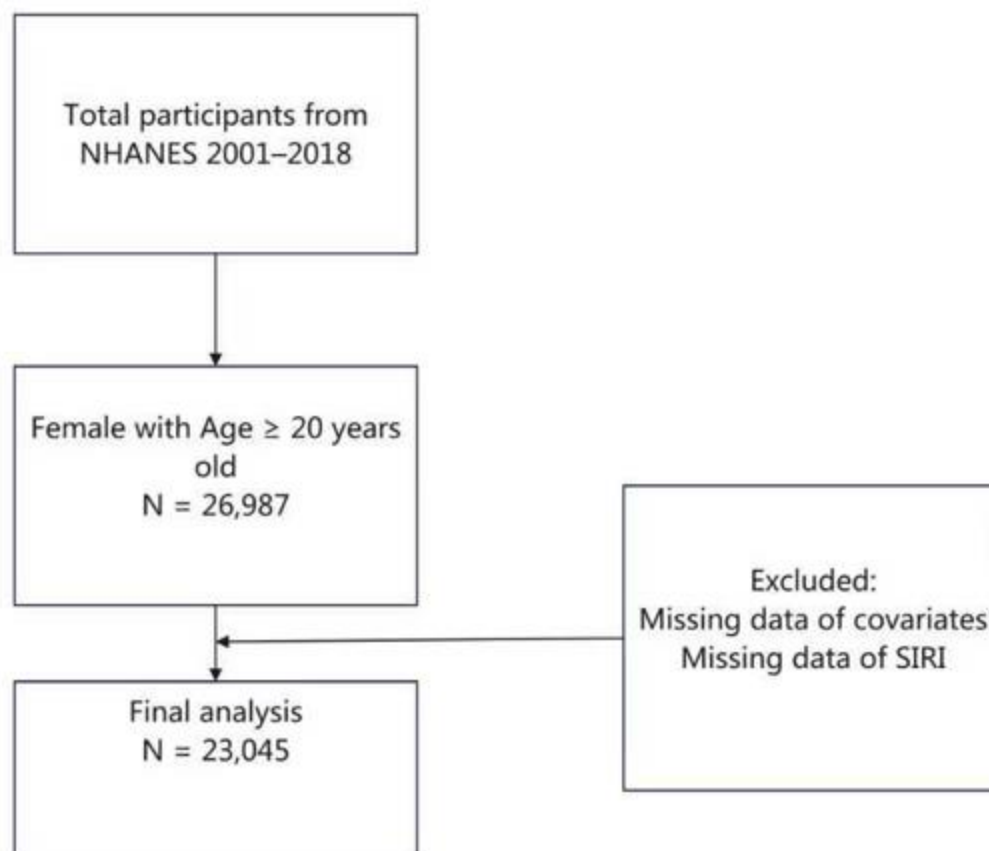 Total participants from
NHANES 2001–2018
Female with Age ≥ 20 years
old
N = 26,987
Excluded:
Missing data of covariates
Missing data of SIRI
Final analysis
N = 23,045